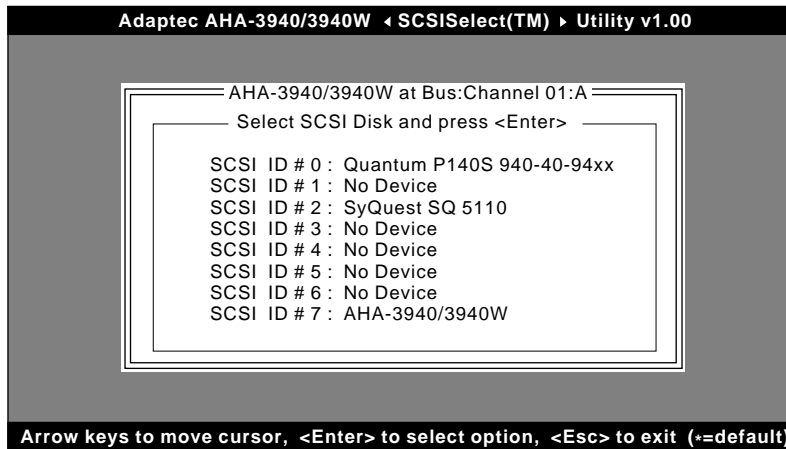 Adaptec AHA-3940/3940W ◂ SCSISelect(TM) ▸ Utility v1.00
AHA-3940/3940W at Bus:Channel 01:A
Select SCSI Disk and press <Enter>
SCSI ID # 0 : Quantum P140S 940-40-94xx
SCSI ID # 1 : No Device
SCSI ID # 2 : SyQuest SQ 5110
SCSI ID # 3 : No Device
SCSI ID # 4 : No Device
SCSI ID # 5 : No Device
SCSI ID # 6 : No Device
SCSI ID # 7 : AHA-3940/3940W
Arrow keys to move cursor, <Enter> to select option, <Esc> to exit (*=default)